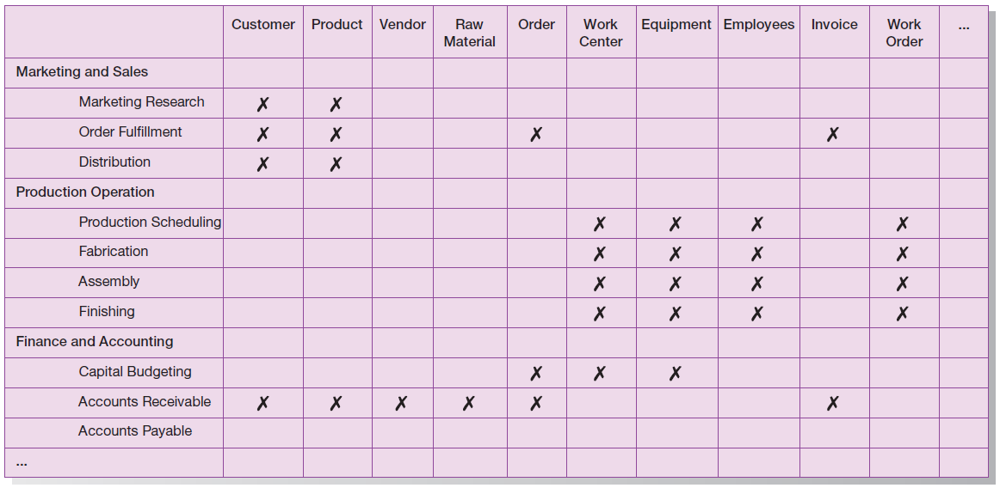 Customer Product Vendor Raw Material Order Work Center Equipment Employees Invoice Work Order ...
Marketing and Sales
Marketing Research ✗ ✗
Order Fulfillment ✗ ✗ ✗ ✗
Distribution ✗ ✗
Production Operation
Production Scheduling ✗ ✗ ✗ ✗
Fabrication ✗ ✗ ✗ ✗
Assembly ✗ ✗ ✗ ✗
Finishing ✗ ✗ ✗ ✗
Finance and Accounting
Capital Budgeting ✗ ✗ ✗
Accounts Receivable ✗ ✗ ✗ ✗ ✗ ✗
Accounts Payable
...